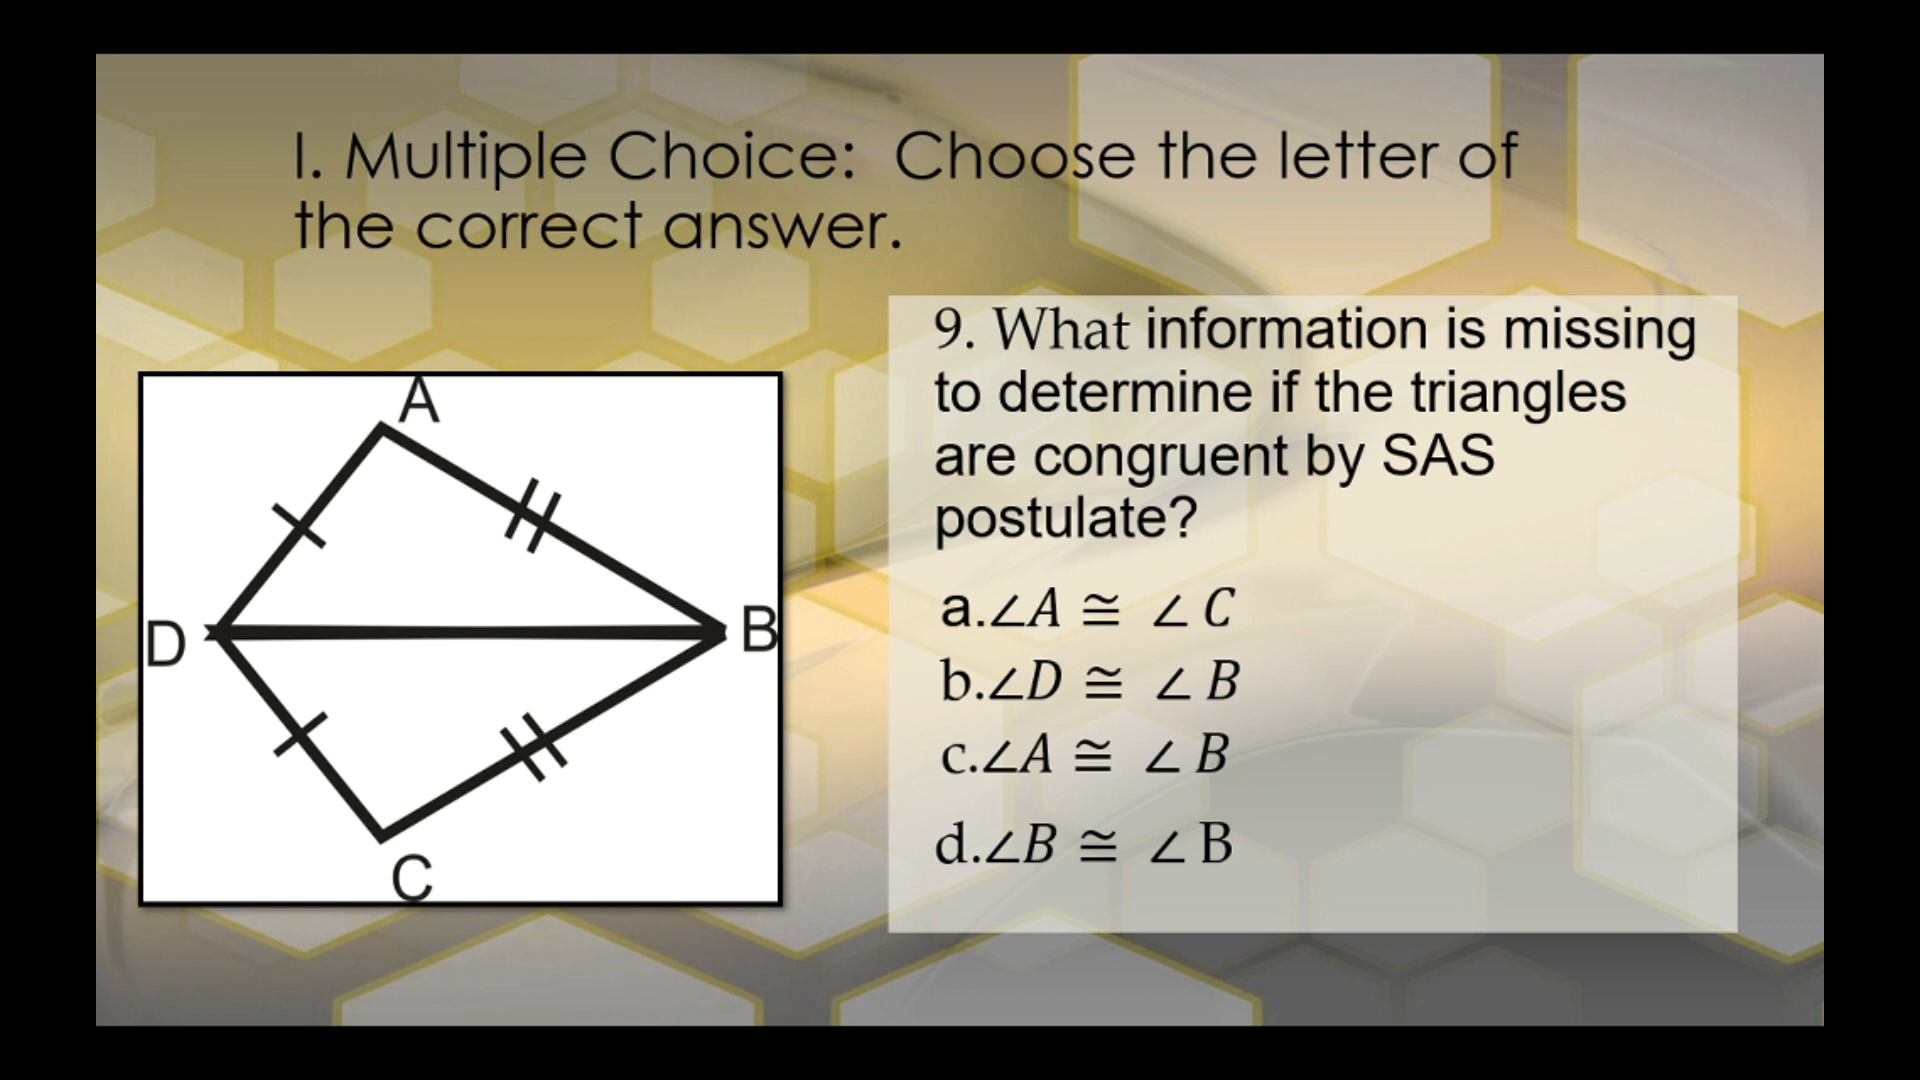 I. Multiple Choice: Choose the letter of
the correct answer.
A
D
B
C
9. What information is missing
to determine if the triangles
are congruent by SAS
postulate?
a.∠A ≅ ∠C
b.∠D ≅ ∠B
c.∠A ≅ ∠B
d.∠B ≅ ∠B